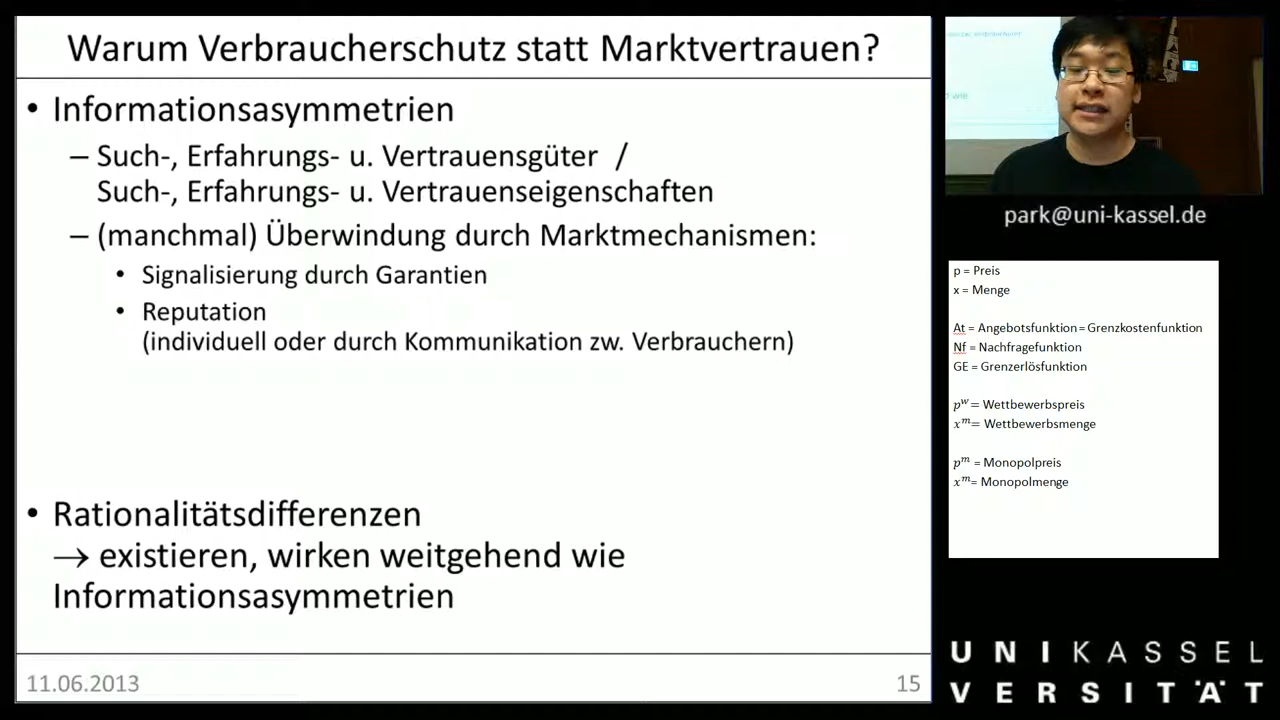 Warum Verbraucherschutz statt Marktvertrauen?
• Informationsasymmetrien
– Such-, Erfahrungs- u. Vertrauensgüter /
Such-, Erfahrungs- u. Vertrauenseigenschaften
– (manchmal) Überwindung durch Marktmechanismen:
• Signalisierung durch Garantien
• Reputation
(individuell oder durch Kommunikation zw. Verbrauchern)
• Rationalitätsdifferenzen
→ existieren, wirken weitgehend wie
Informationsasymmetrien
11.06.2013
15
park@uni-kassel.de
p = Preis
x = Menge
At = Angebotsfunktion = Grenzkostenfunktion
Nf = Nachfragefunktion
GE = Grenzerlösfunktion
p^w = Wettbewerbspreis
x^m = Wettbewerbsmenge
p^m = Monopolpreis
x^m = Monopolmenge
UNIKASSEL
VERSITÄT